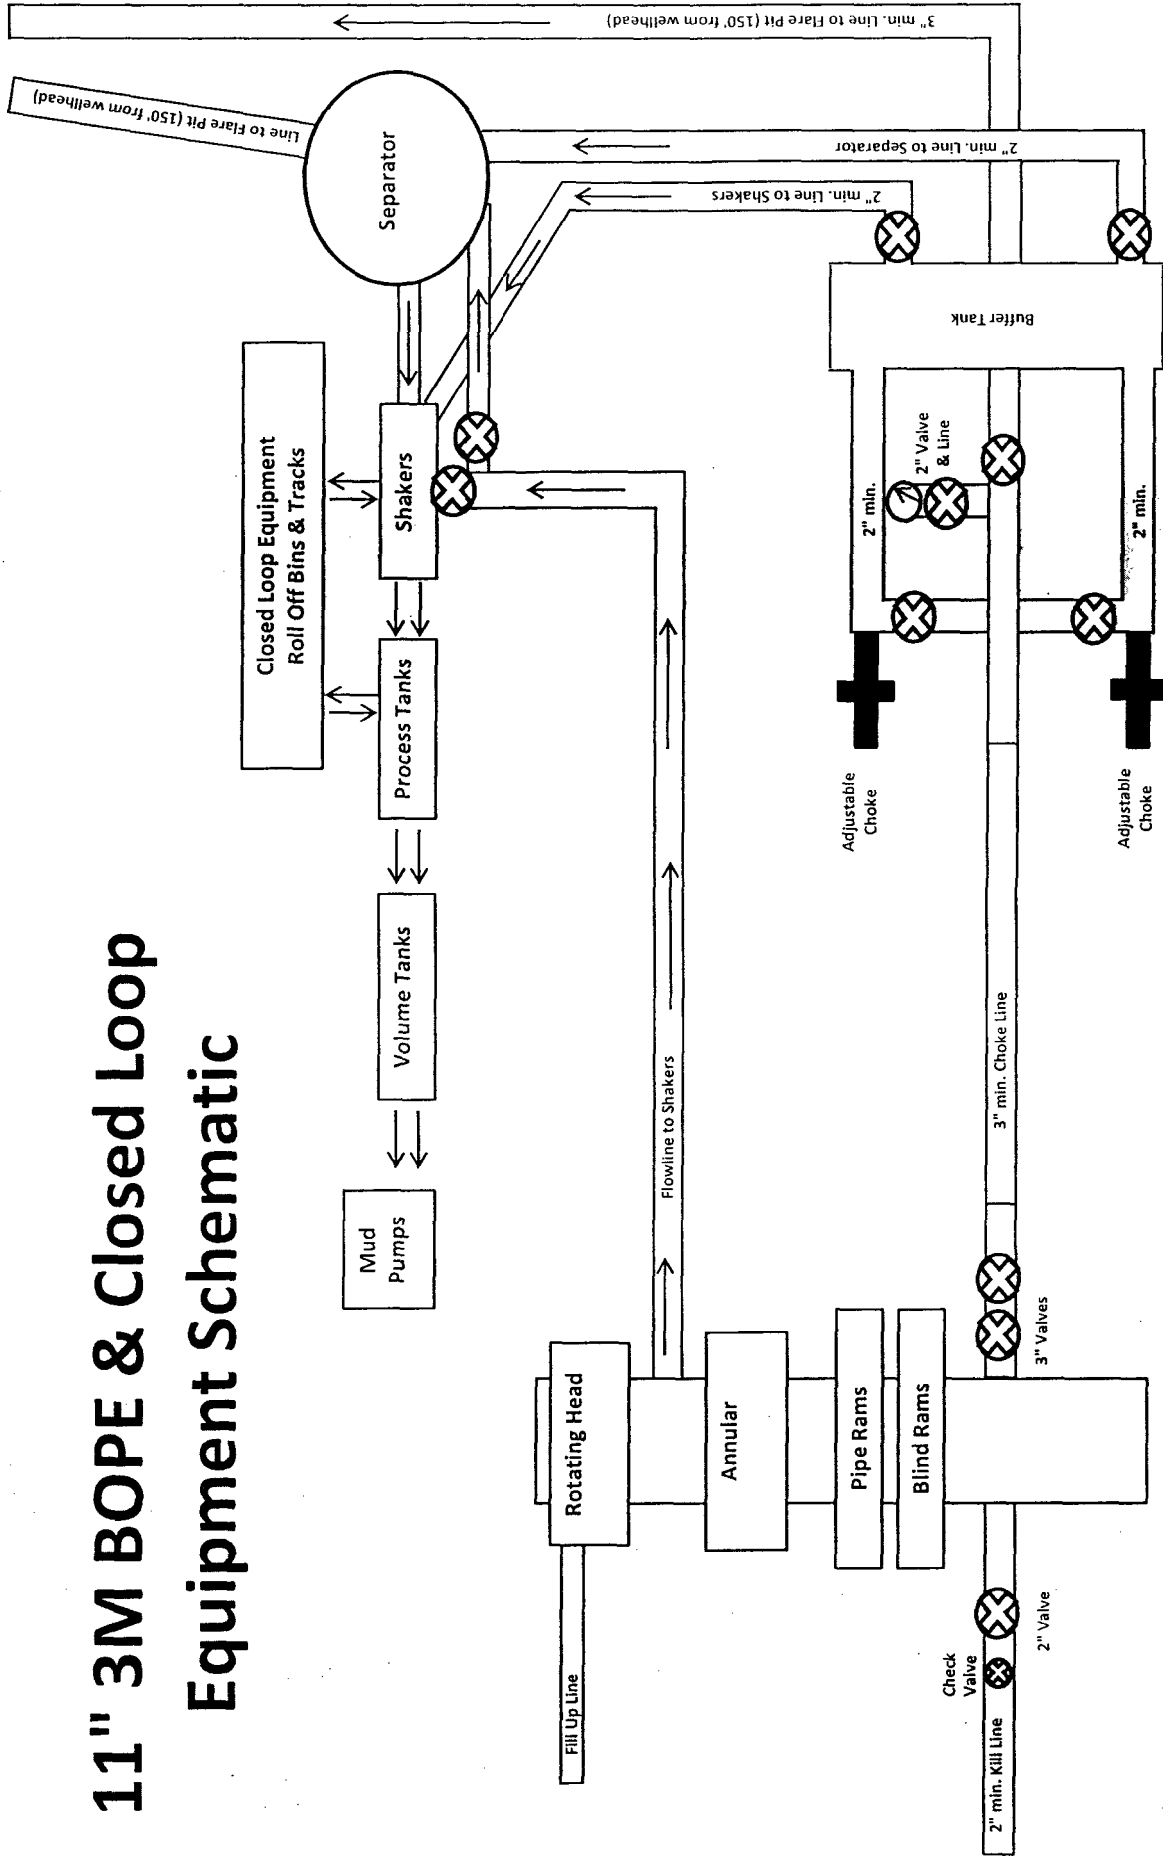 11" 3M BOPE & Closed Loop
Equipment Schematic
Closed Loop Equipment
Roll Off Bins & Tracks
Mud
Pumps
Volume Tanks
Process Tanks
Shakers
Separator
Line to Flare Pit (150' from wellhead)
3" min. Line to Flare Pit (150' from wellhead)
Fill Up Line
Rotating Head
Flowline to Shakers
2" min. Line to Shakers
2" min. Line to Separator
Annular
Pipe Rams
Blind Rams
Adjustable
Choke
2" min.
2" Valve
& Line
Buffer Tank
Check
Valve
2" min. Kill Line
2" Valve
3" Valves
3" min. Choke Line
Adjustable
Choke
2" min.